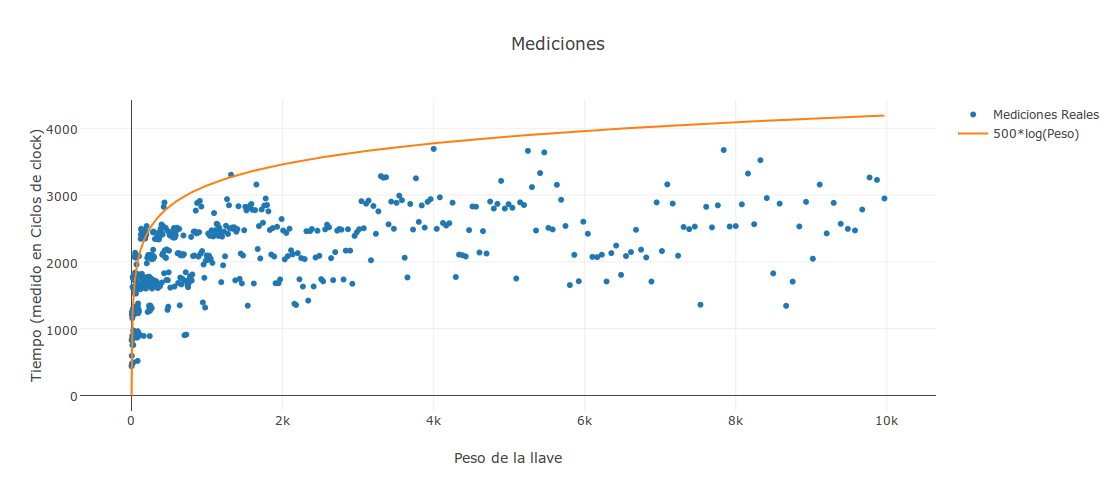 Mediciones
Mediciones Reales
500*log(Peso)
Tiempo (medido en Ciclos de clock)
4000
3000
2000
1000
0
0
2k
4k
6k
8k
10k
Peso de la llave